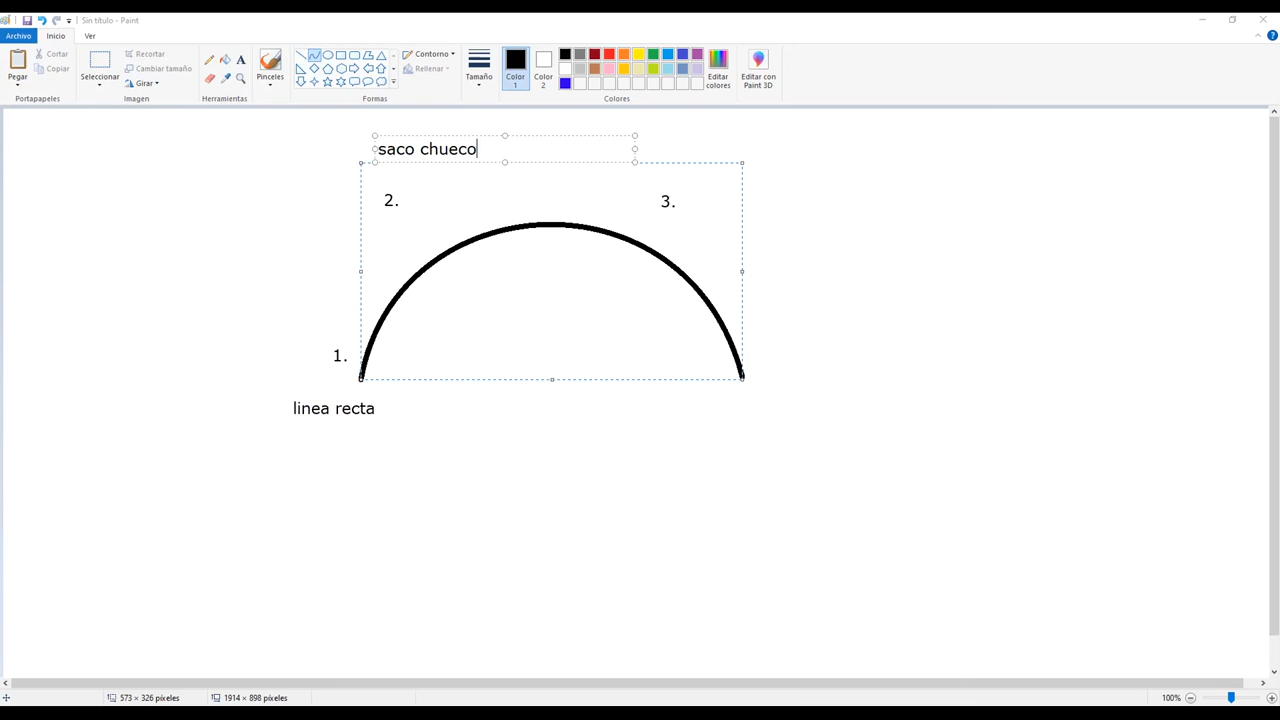 Sin título - Paint
Archivo Inicio Ver
Pegar
Cortar
Copiar
Portapapeles
Seleccionar
Recortar
Cambiar tamaño
Girar
Imagen
A
Herramientas
Pinceles
Contorno
Rellenar
Formas
Tamaño
Color 1
Color 2
Editar colores
Colores
Editar con Paint 3D
saco chueco
2. 3.
1.
linea recta
573 × 326 píxeles 1914 × 898 píxeles 100%